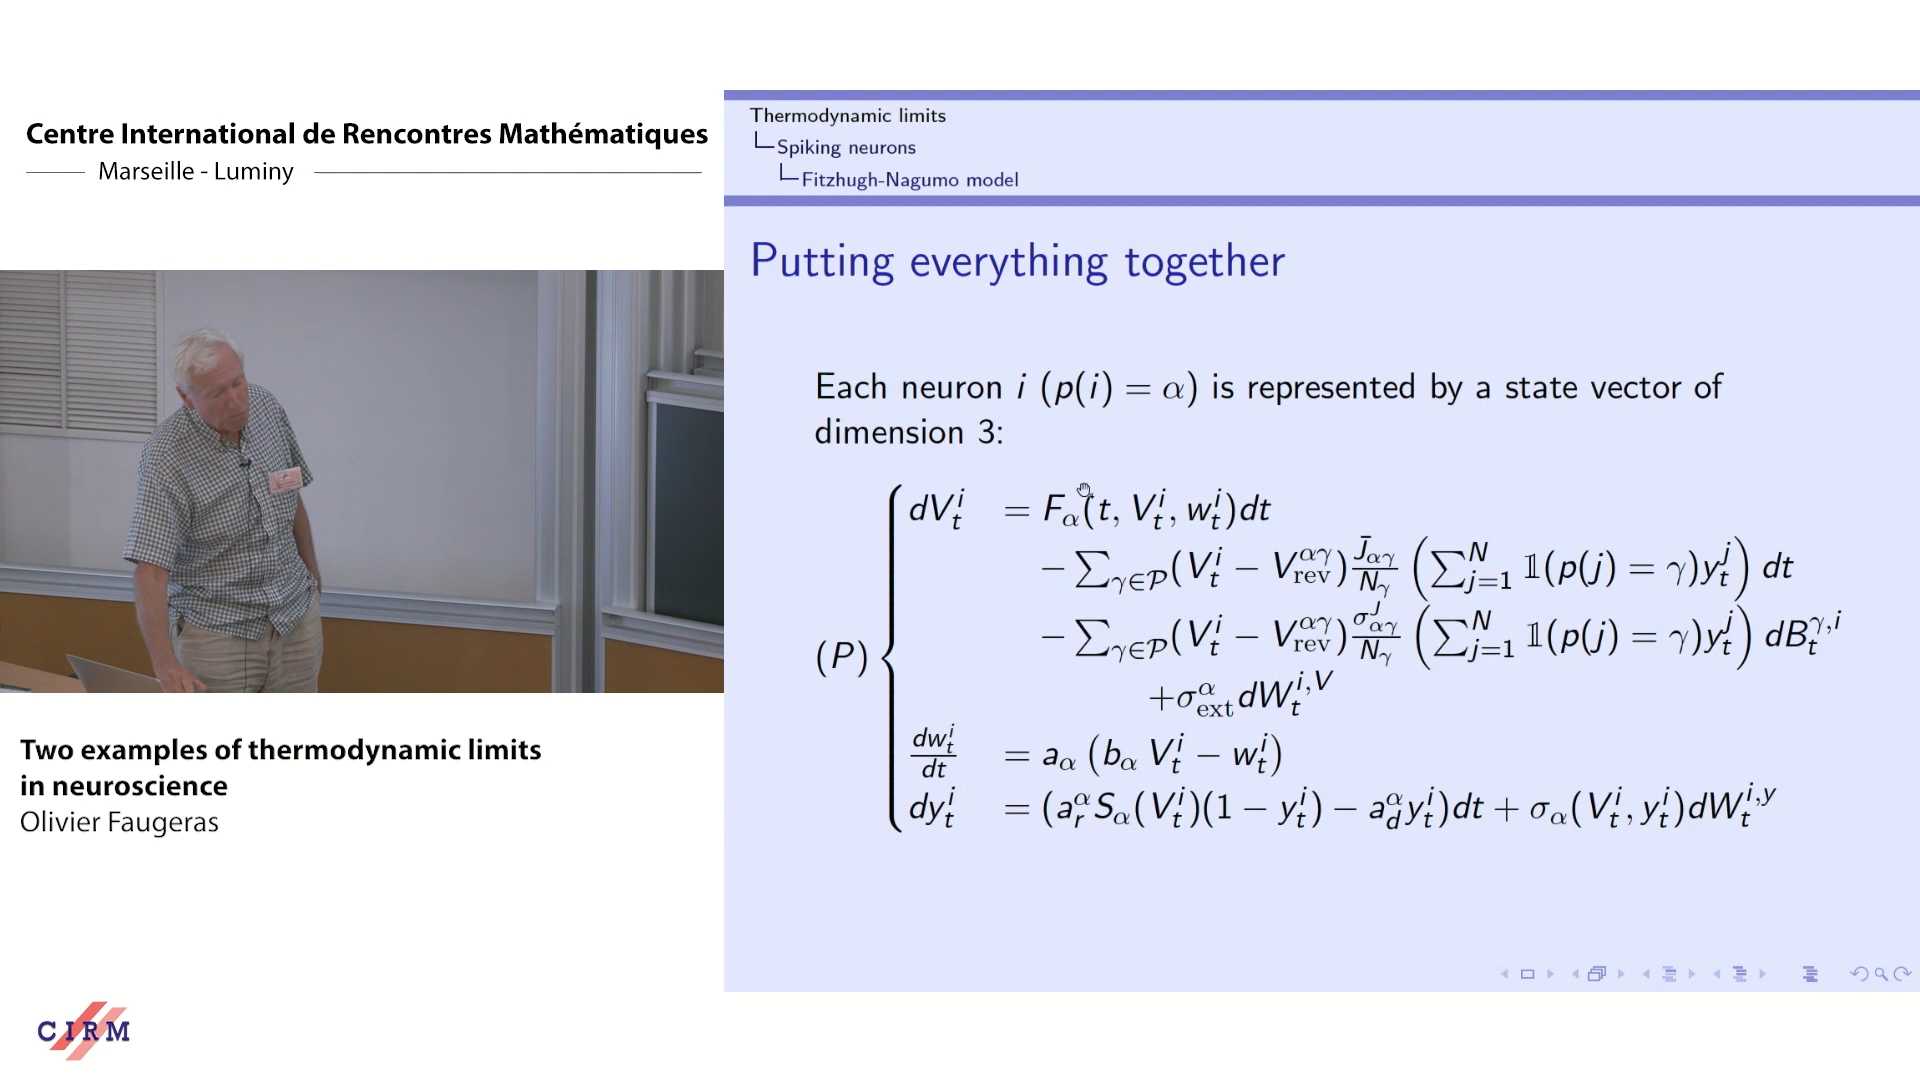 Centre International de Rencontres Mathématiques
Marseille - Luminy
Thermodynamic limits
Spiking neurons
Fitzhugh-Nagumo model
Putting everything together
Each neuron i (p(i) = α) is represented by a state vector of
dimension 3:
(P) { dV_t^i = F_α(t, V_t^i, w_t^i)dt
− ∑_{γ∈𝒫}(V_t^i − V_rev^{αγ}) J̄_{αγ}/N_γ (∑_{j=1}^N 𝟙(p(j) = γ)y_t^j) dt
− ∑_{γ∈𝒫}(V_t^i − V_rev^{αγ}) σ_{αγ}^J/N_γ (∑_{j=1}^N 𝟙(p(j) = γ)y_t^j) dB_t^{γ,i}
+σ_ext^α dW_t^{i,V}
dw_t^i/dt = a_α (b_α V_t^i − w_t^i)
dy_t^i = (a_r^α S_α(V_t^i)(1 − y_t^i) − a_d^α y_t^i)dt + σ_α(V_t^i, y_t^i)dW_t^{i,y}
Two examples of thermodynamic limits
in neuroscience
Olivier Faugeras
CIRM